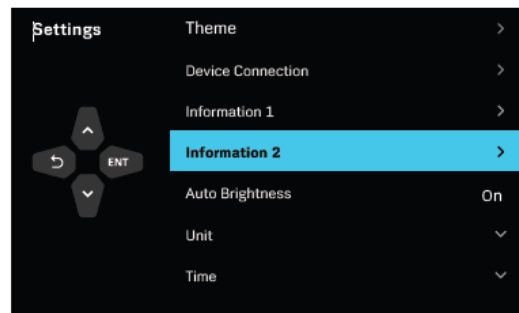 Settings
Theme
Device Connection
Information 1
Information 2
ENT
Auto Brightness
On
Unit
Time